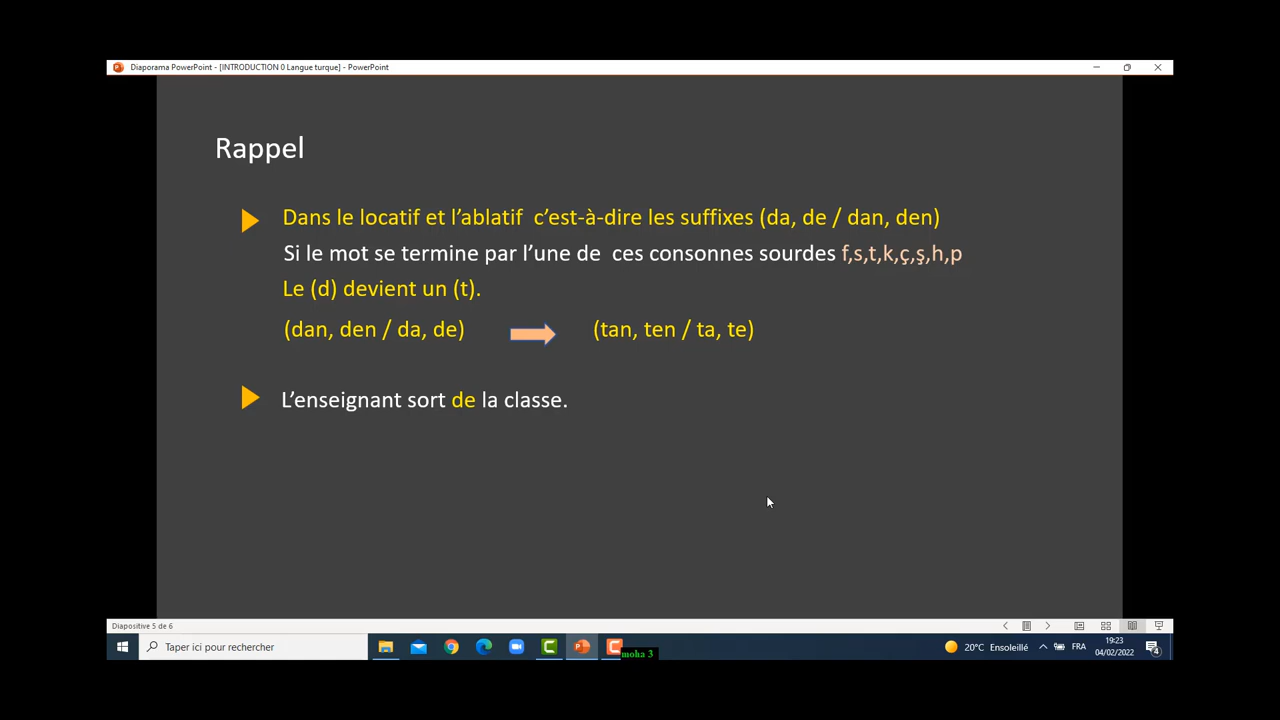 Diaporama PowerPoint - [INTRODUCTION 0 Langue turque] - PowerPoint
Rappel
Dans le locatif et l’ablatif c’est-à-dire les suffixes (da, de / dan, den)
Si le mot se termine par l’une de ces consonnes sourdes f,s,t,k,ç,ş,h,p
Le (d) devient un (t).
(dan, den / da, de) (tan, ten / ta, te)
L’enseignant sort de la classe.
Diapositive 5 de 6
Taper ici pour rechercher
moha 3
20°C Ensoleillé
FRA
19:23
04/02/2022
4